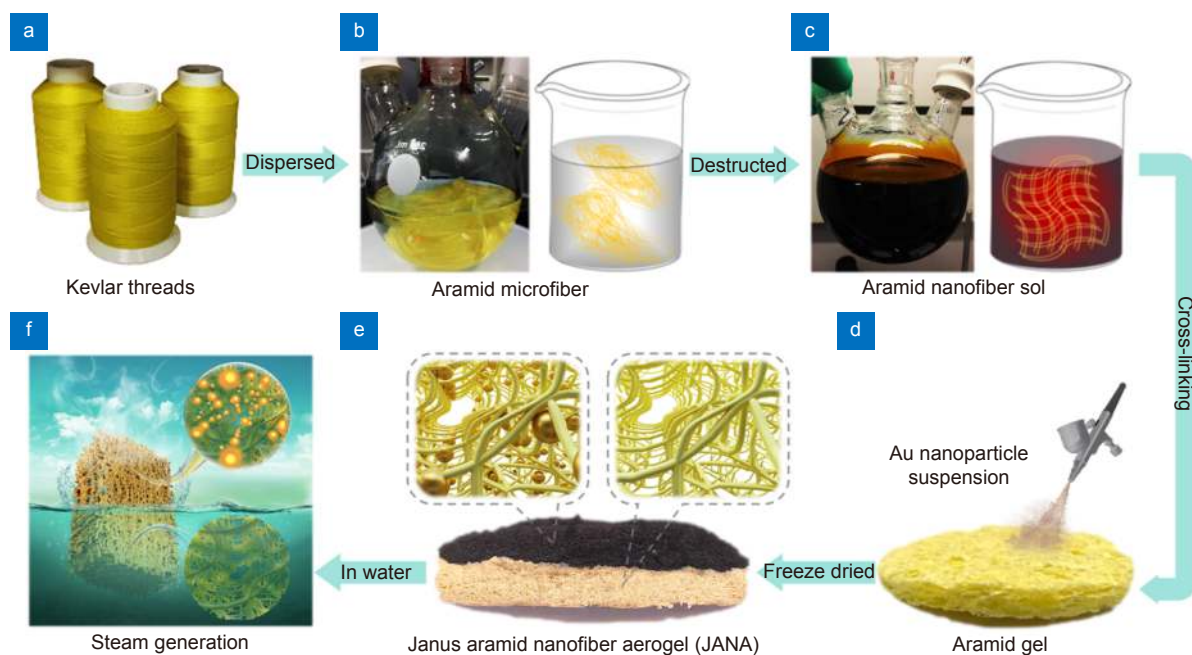 a
b
c
Dispersed
Destructed
Kevlar threads
Aramid microfiber
Aramid nanofiber sol
Cross-linking
f
e
d
Au nanoparticle
suspension
In water
Freeze dried
Steam generation
Janus aramid nanofiber aerogel (JANA)
Aramid gel